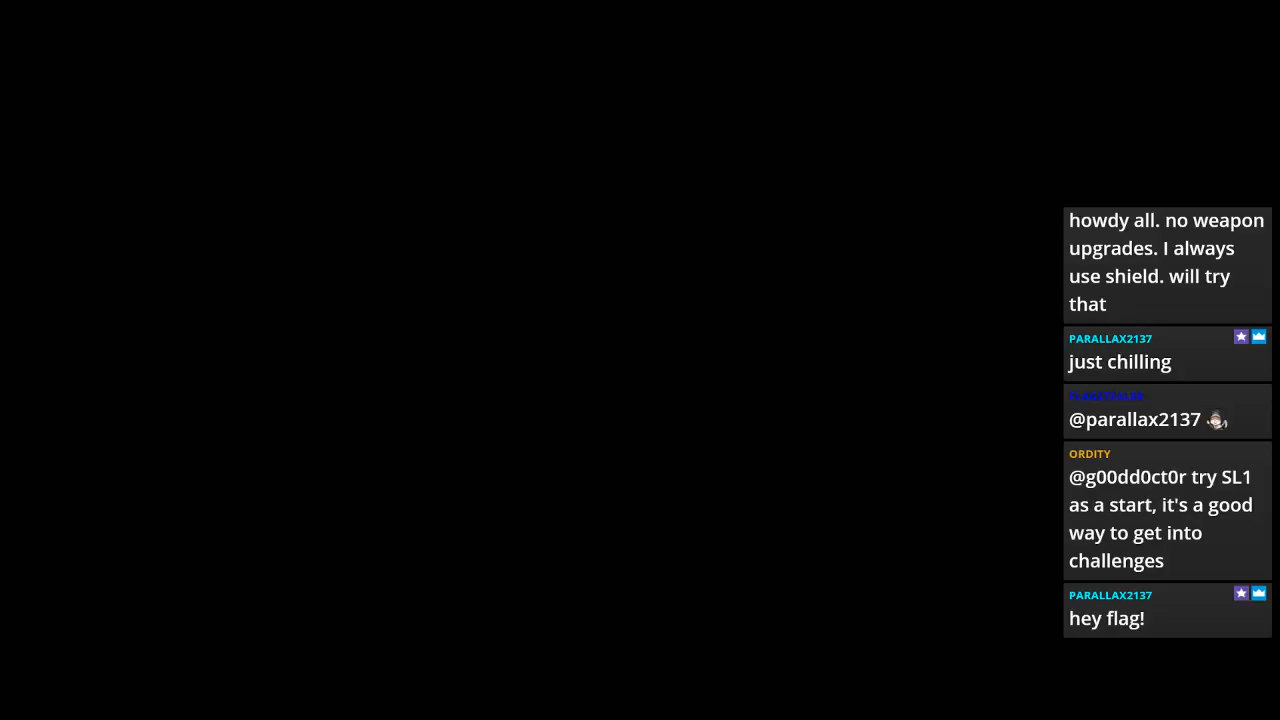 howdy all. no weapon
upgrades. I always
use shield. will try
that
PARALLAX2137
just chilling
@parallax2137
ORDITY
@g00dd0ct0r try SL1
as a start, it's a good
way to get into
challenges
PARALLAX2137
hey flag!